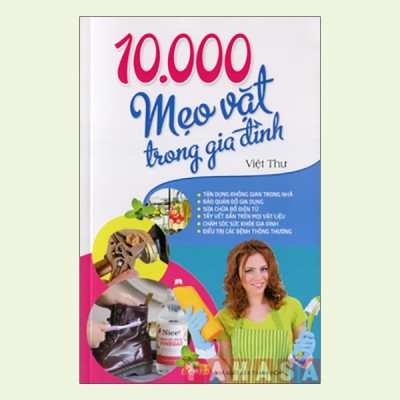 10.000
Mẹo vặt
trong gia đình
Việt Thư
• TẬN DỤNG KHÔNG GIAN TRONG NHÀ
• BẢO QUẢN ĐỒ GIA DỤNG
• SỬA CHỮA ĐỒ ĐIỆN TỬ
• TẨY VẾT BẨN TRÊN MỌI VẬT LIỆU
• CHĂM SÓC SỨC KHỎE GIA ĐÌNH
• ĐIỀU TRỊ CÁC BỆNH THÔNG THƯỜNG
Nice!
VINEGAR